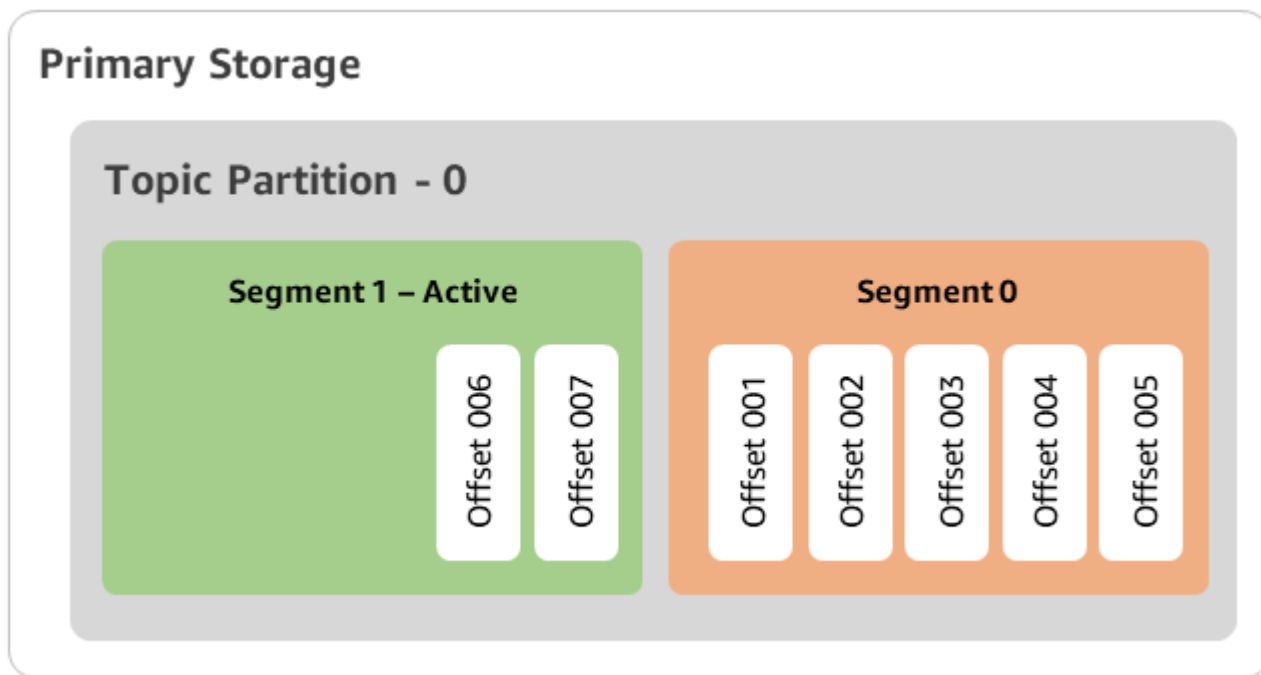 Primary Storage
Topic Partition - 0
Segment 1 – Active
Offset 006
Offset 007
Segment 0
Offset 001
Offset 002
Offset 003
Offset 004
Offset 005